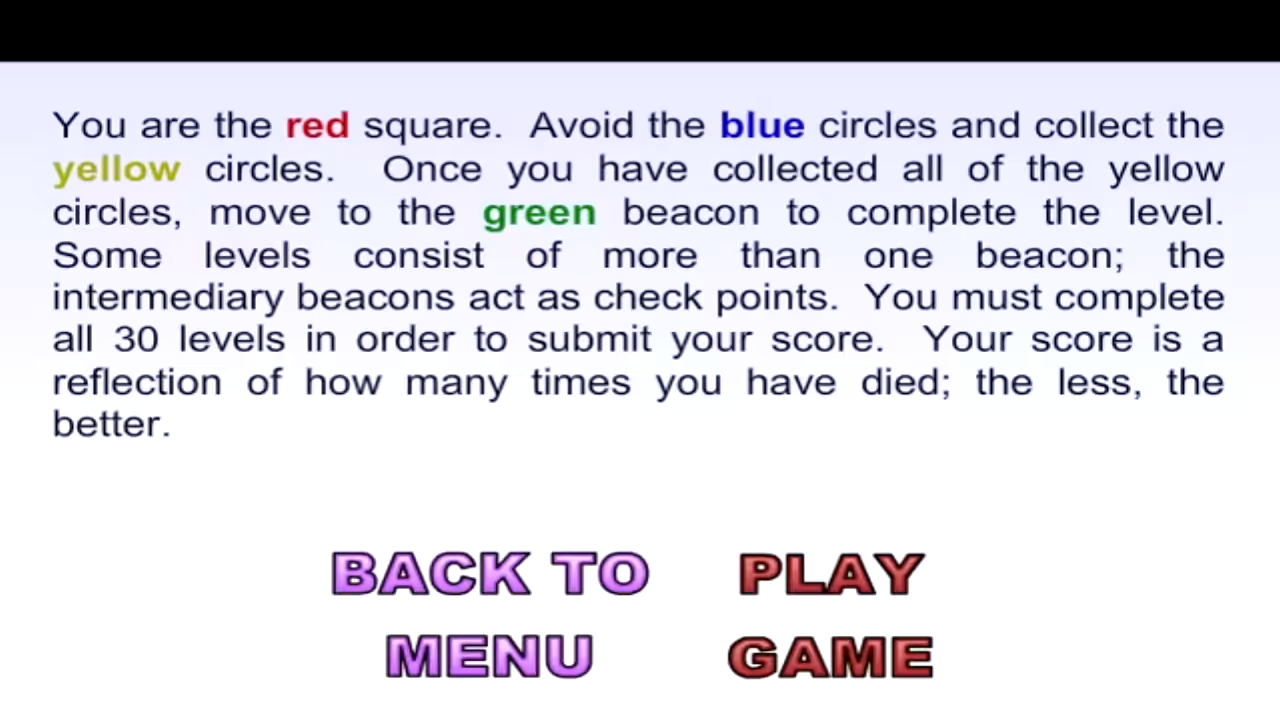 You are the red square. Avoid the blue circles and collect the
yellow circles. Once you have collected all of the yellow
circles, move to the green beacon to complete the level.
Some levels consist of more than one beacon; the
intermediary beacons act as check points. You must complete
all 30 levels in order to submit your score. Your score is a
reflection of how many times you have died; the less, the
better.
BACK TO
MENU
PLAY
GAME